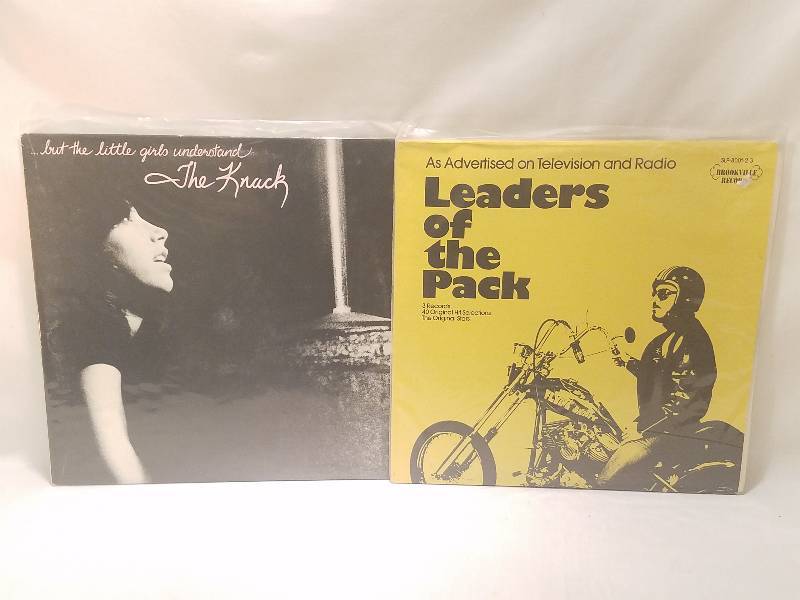 ...but the little girls understand
The Knack
As Advertised on Television and Radio
Leaders
of
the
Pack
3 Records
40 Original Hit Selections
The Original Stars
BROOKVILLE